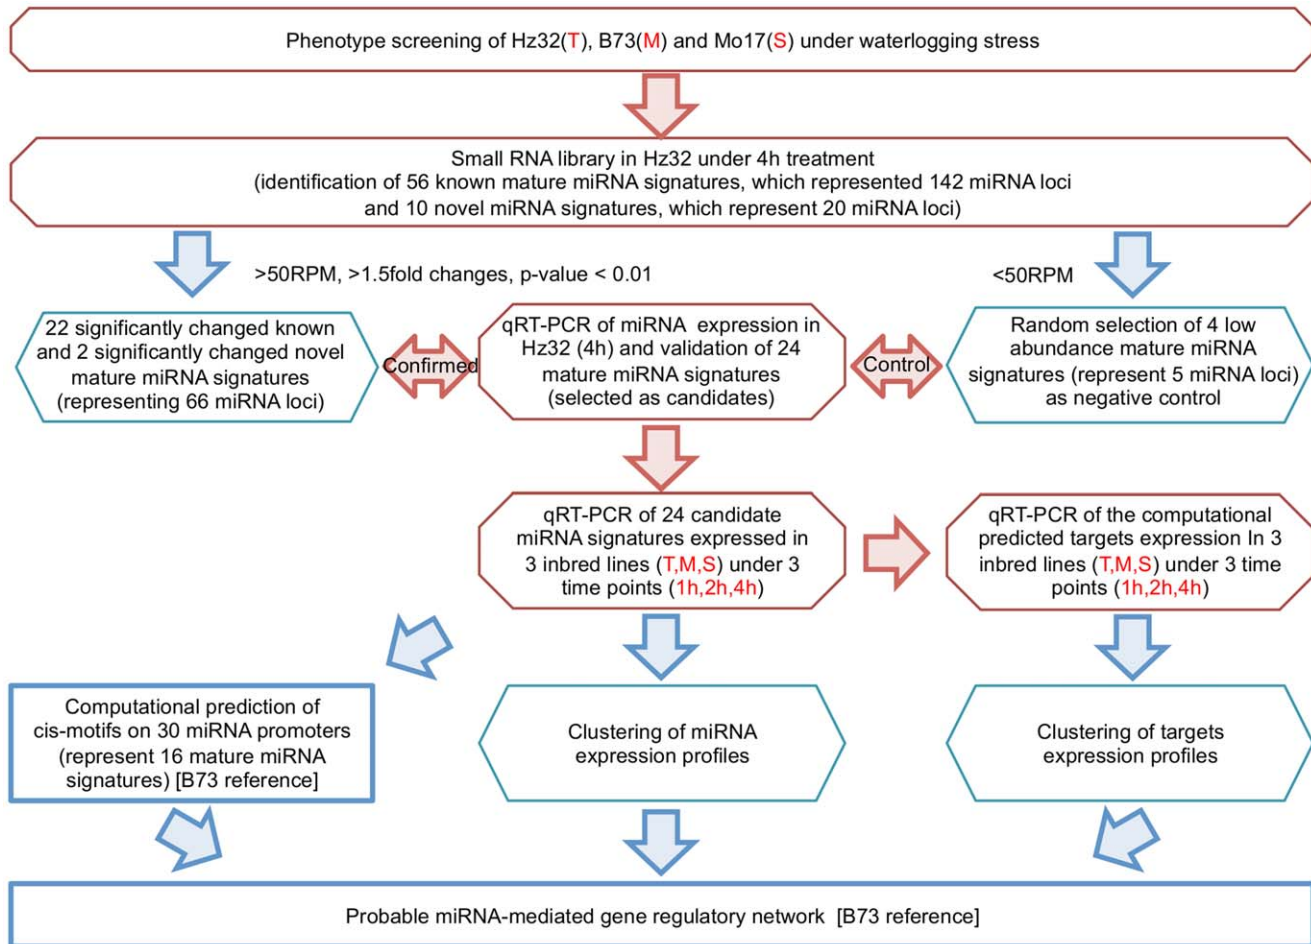 Phenotype screening of Hz32(T), B73(M) and Mo17(S) under waterlogging stress
Small RNA library in Hz32 under 4h treatment
(identification of 56 known mature miRNA signatures, which represented 142 miRNA loci
and 10 novel miRNA signatures, which represent 20 miRNA loci)
>50RPM, >1.5fold changes, p-value < 0.01
<50RPM
22 significantly changed known
and 2 significantly changed novel
mature miRNA signatures
(representing 66 miRNA loci)
Confirmed
qRT-PCR of miRNA expression in
Hz32 (4h) and validation of 24
mature miRNA signatures
(selected as candidates)
Control
Random selection of 4 low
abundance mature miRNA
signatures (represent 5 miRNA loci)
as negative control
qRT-PCR of 24 candidate
miRNA signatures expressed in
3 inbred lines (T,M,S) under 3
time points (1h,2h,4h)
qRT-PCR of the computational
predicted targets expression In 3
inbred lines (T,M,S) under 3 time
points (1h,2h,4h)
Computational prediction of
cis-motifs on 30 miRNA promoters
(represent 16 mature miRNA
signatures) [B73 reference]
Clustering of miRNA
expression profiles
Clustering of targets
expression profiles
Probable miRNA-mediated gene regulatory network [B73 reference]